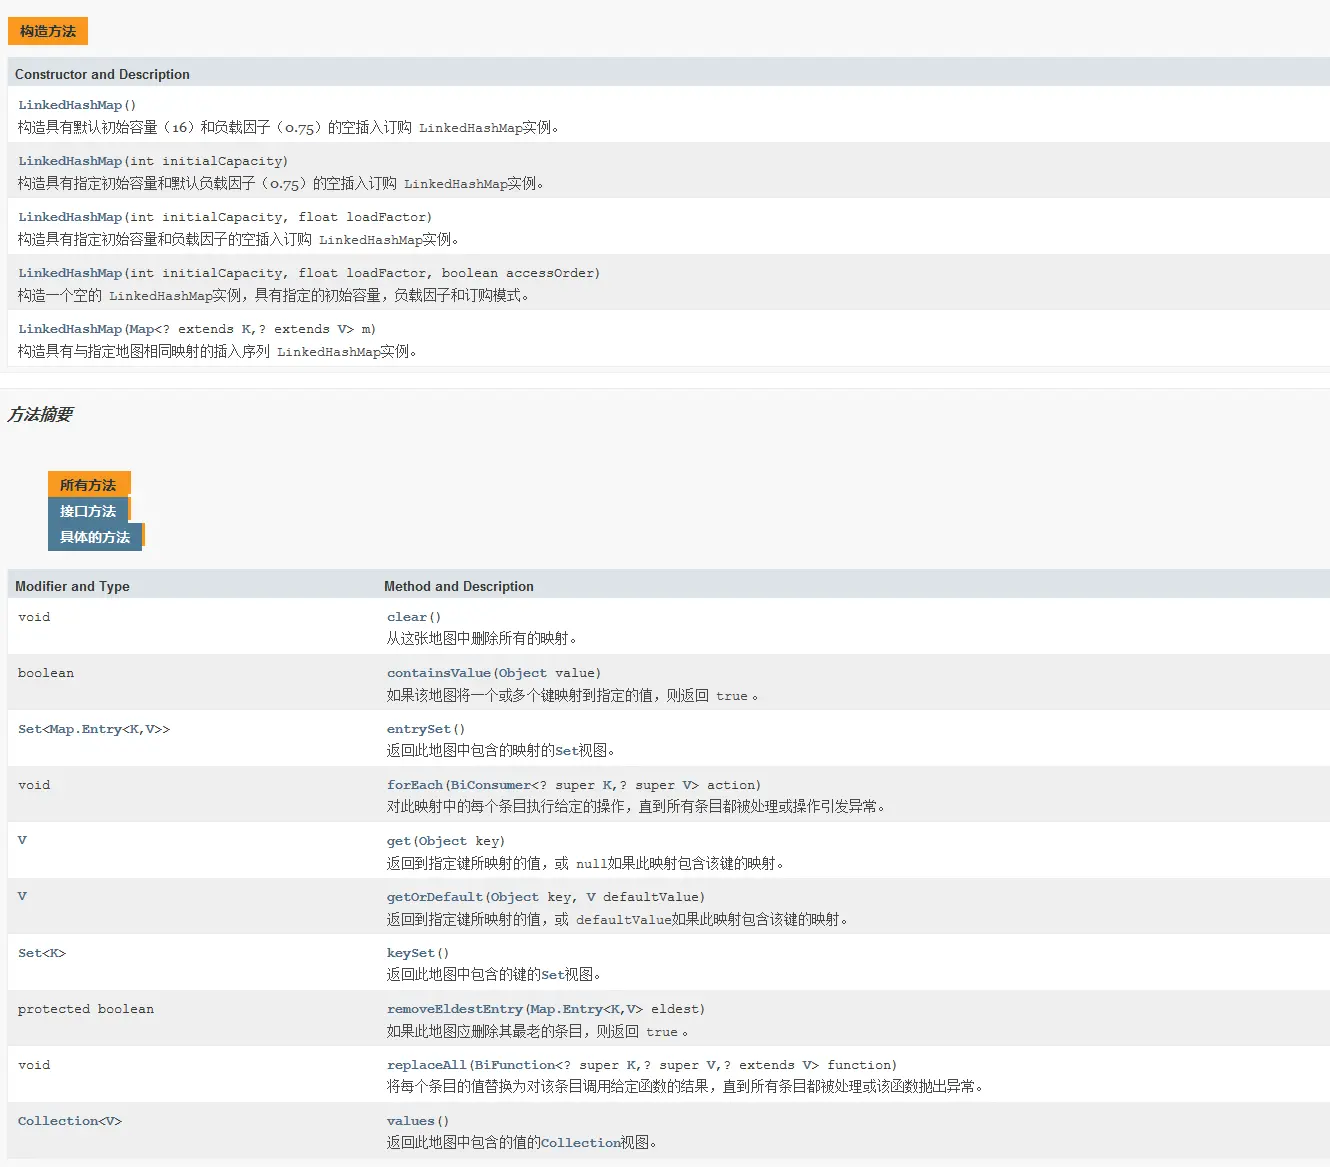 构造方法
Constructor and Description
LinkedHashMap()
构造具有默认初始容量（16）和负载因子（0.75）的空插入订购 LinkedHashMap实例。
LinkedHashMap(int initialCapacity)
构造具有指定初始容量和默认负载因子（0.75）的空插入订购 LinkedHashMap实例。
LinkedHashMap(int initialCapacity, float loadFactor)
构造具有指定初始容量和负载因子的空插入订购 LinkedHashMap实例。
LinkedHashMap(int initialCapacity, float loadFactor, boolean accessOrder)
构造一个空的 LinkedHashMap实例，具有指定的初始容量，负载因子和订购模式。
LinkedHashMap(Map<? extends K,? extends V> m)
构造具有与指定地图相同映射的插入序列 LinkedHashMap实例。
方法摘要
所有方法
接口方法
具体的方法
Modifier and Type Method and Description
void clear()
从这张地图中删除所有的映射。
boolean containsValue(Object value)
如果该地图将一个或多个键映射到指定的值，则返回 true 。
Set<Map.Entry<K,V>> entrySet()
返回此地图中包含的映射的Set视图。
void forEach(BiConsumer<? super K,? super V> action)
对此映射中的每个条目执行给定的操作，直到所有条目都被处理或操作引发异常。
V get(Object key)
返回到指定键所映射的值，或 null如果此映射包含该键的映射。
V getOrDefault(Object key, V defaultValue)
返回到指定键所映射的值，或 defaultValue如果此映射包含该键的映射。
Set<K> keySet()
返回此地图中包含的键的Set视图。
protected boolean removeEldestEntry(Map.Entry<K,V> eldest)
如果此地图应删除其最老的条目，则返回 true 。
void replaceAll(BiFunction<? super K,? super V,? extends V> function)
将每个条目的值替换为对该条目调用给定函数的结果，直到所有条目都被处理或该函数抛出异常。
Collection<V> values()
返回此地图中包含的值的Collection视图。